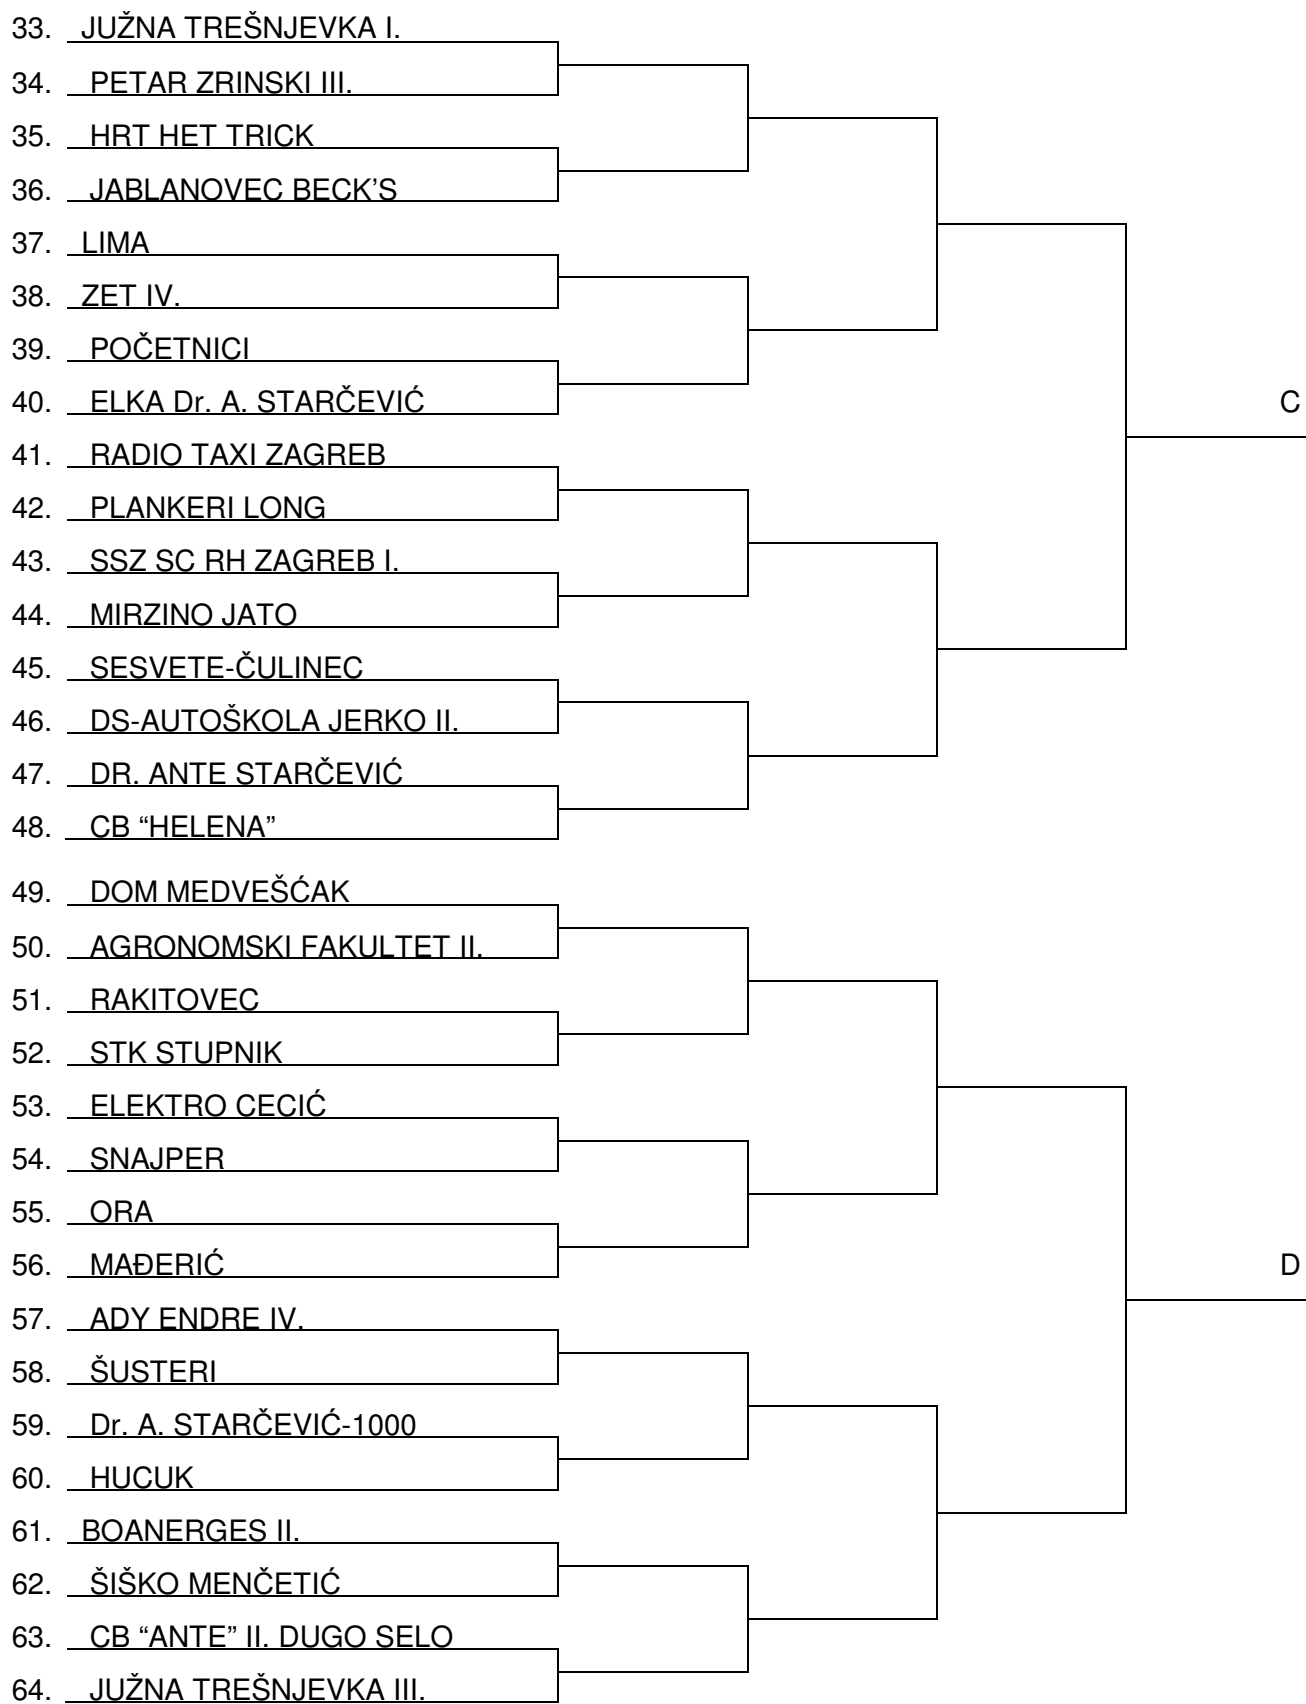 33. JUŽNA TREŠNJEVKA I.
34. PETAR ZRINSKI III.
35. HRT HET TRICK
36. JABLANOVEC BECK'S
37. LIMA
38. ZET IV.
39. POČETNICI
40. ELKA Dr. A. STARČEVIĆ
C
41. RADIO TAXI ZAGREB
42. PLANKERI LONG
43. SSZ SC RH ZAGREB I.
44. MIRZINO JATO
45. SESVETE-ČULINEC
46. DS-AUTOŠKOLA JERKO II.
47. DR. ANTE STARČEVIĆ
48. CB “HELENA”
49. DOM MEDVEŠĆAK
50. AGRONOMSKI FAKULTET II.
51. RAKITOVEC
52. STK STUPNIK
53. ELEKTRO CECIĆ
54. SNAJPER
55. ORA
56. MAĐERIĆ
D
57. ADY ENDRE IV.
58. ŠUSTERI
59. Dr. A. STARČEVIĆ-1000
60. HUCUK
61. BOANERGES II.
62. ŠIŠKO MENČETIĆ
63. CB “ANTE” II. DUGO SELO
64. JUŽNA TREŠNJEVKA III.